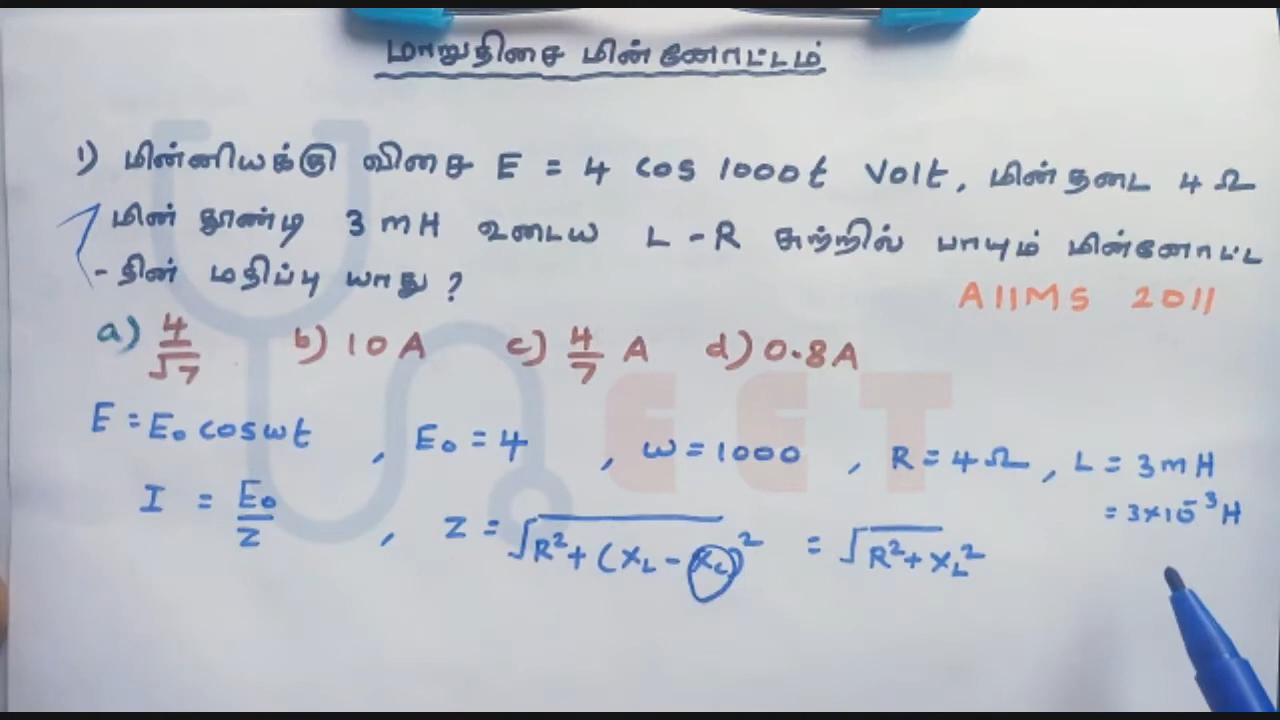 மாறுதிசை மின்னோட்டம்
1) மின்னியக்கு விசை E = 4 cos 1000t Volt, மின்தடை 4 Ω
மின் தூண்டி 3 mH உடைய L - R சுற்றில் பாயும் மின்னோட்ட
- தின் மதிப்பு யாது ?
AIIMS 2011
a) 4/√7 b) 10 A c) 4/7 A d) 0.8A
E = E₀ cosωt , E₀ = 4 , ω = 1000 , R = 4Ω , L = 3 mH
= 3×10⁻³ H
I = E₀/Z , Z = √R² + (X_L - X_C)² = √R² + X_L²
EET